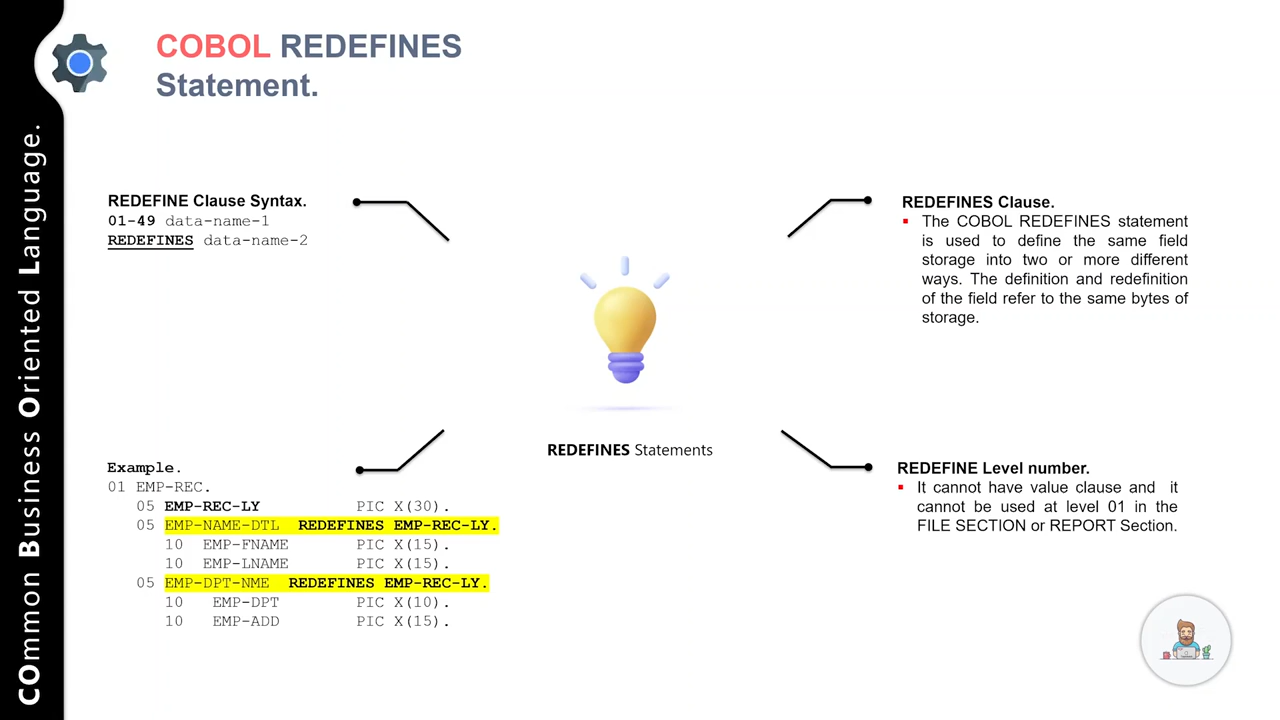 COBOL REDEFINES
Statement.
COmmon Business Oriented Language.
REDEFINE Clause Syntax.
01-49 data-name-1
REDEFINES data-name-2
REDEFINES Clause.
The COBOL REDEFINES statement
is used to define the same field
storage into two or more different
ways. The definition and redefinition
of the field refer to the same bytes of
storage.
REDEFINES Statements
Example.
01 EMP-REC.
05 EMP-REC-LY PIC X(30).
05 EMP-NAME-DTL REDEFINES EMP-REC-LY.
10 EMP-FNAME PIC X(15).
10 EMP-LNAME PIC X(15).
05 EMP-DPT-NME REDEFINES EMP-REC-LY.
10 EMP-DPT PIC X(10).
10 EMP-ADD PIC X(15).
REDEFINE Level number.
It cannot have value clause and it
cannot be used at level 01 in the
FILE SECTION or REPORT Section.